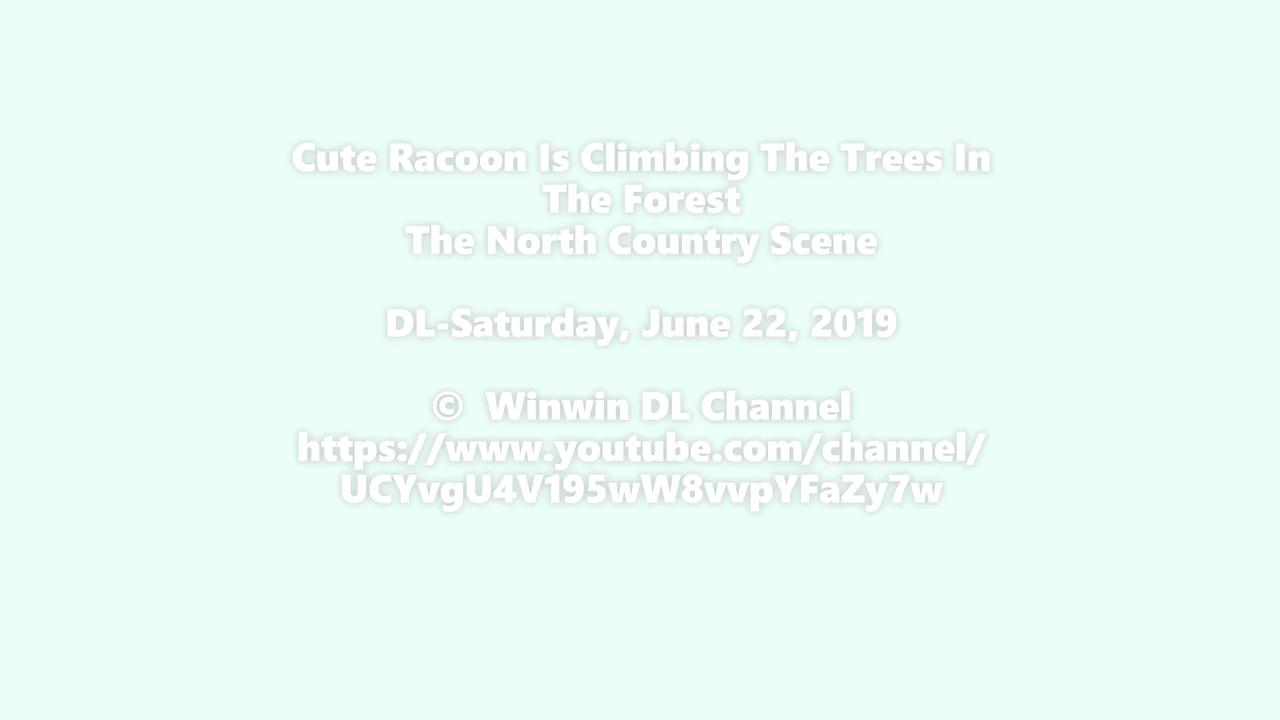 Cute Racoon Is Climbing The Trees In
The Forest
The North Country Scene
DL-Saturday, June 22, 2019
©  Winwin DL Channel
https://www.youtube.com/channel/
UCYvgU4V195wW8vvpYFaZy7w